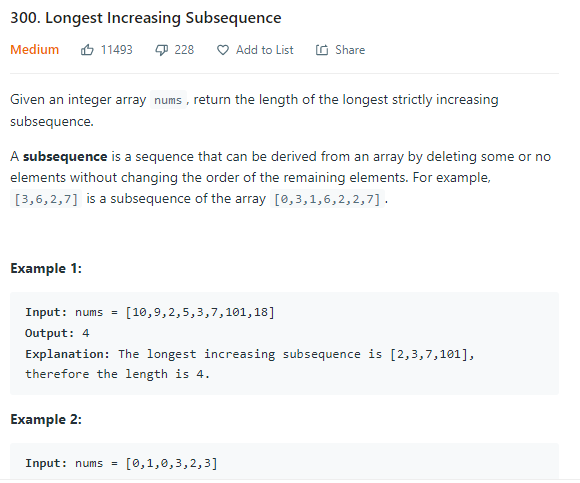 300. Longest Increasing Subsequence
Medium 11493 228 Add to List Share
Given an integer array nums , return the length of the longest strictly increasing
subsequence.
A subsequence is a sequence that can be derived from an array by deleting some or no
elements without changing the order of the remaining elements. For example,
[3,6,2,7] is a subsequence of the array [0,3,1,6,2,2,7] .
Example 1:
Input: nums = [10,9,2,5,3,7,101,18]
Output: 4
Explanation: The longest increasing subsequence is [2,3,7,101],
therefore the length is 4.
Example 2:
Input: nums = [0,1,0,3,2,3]